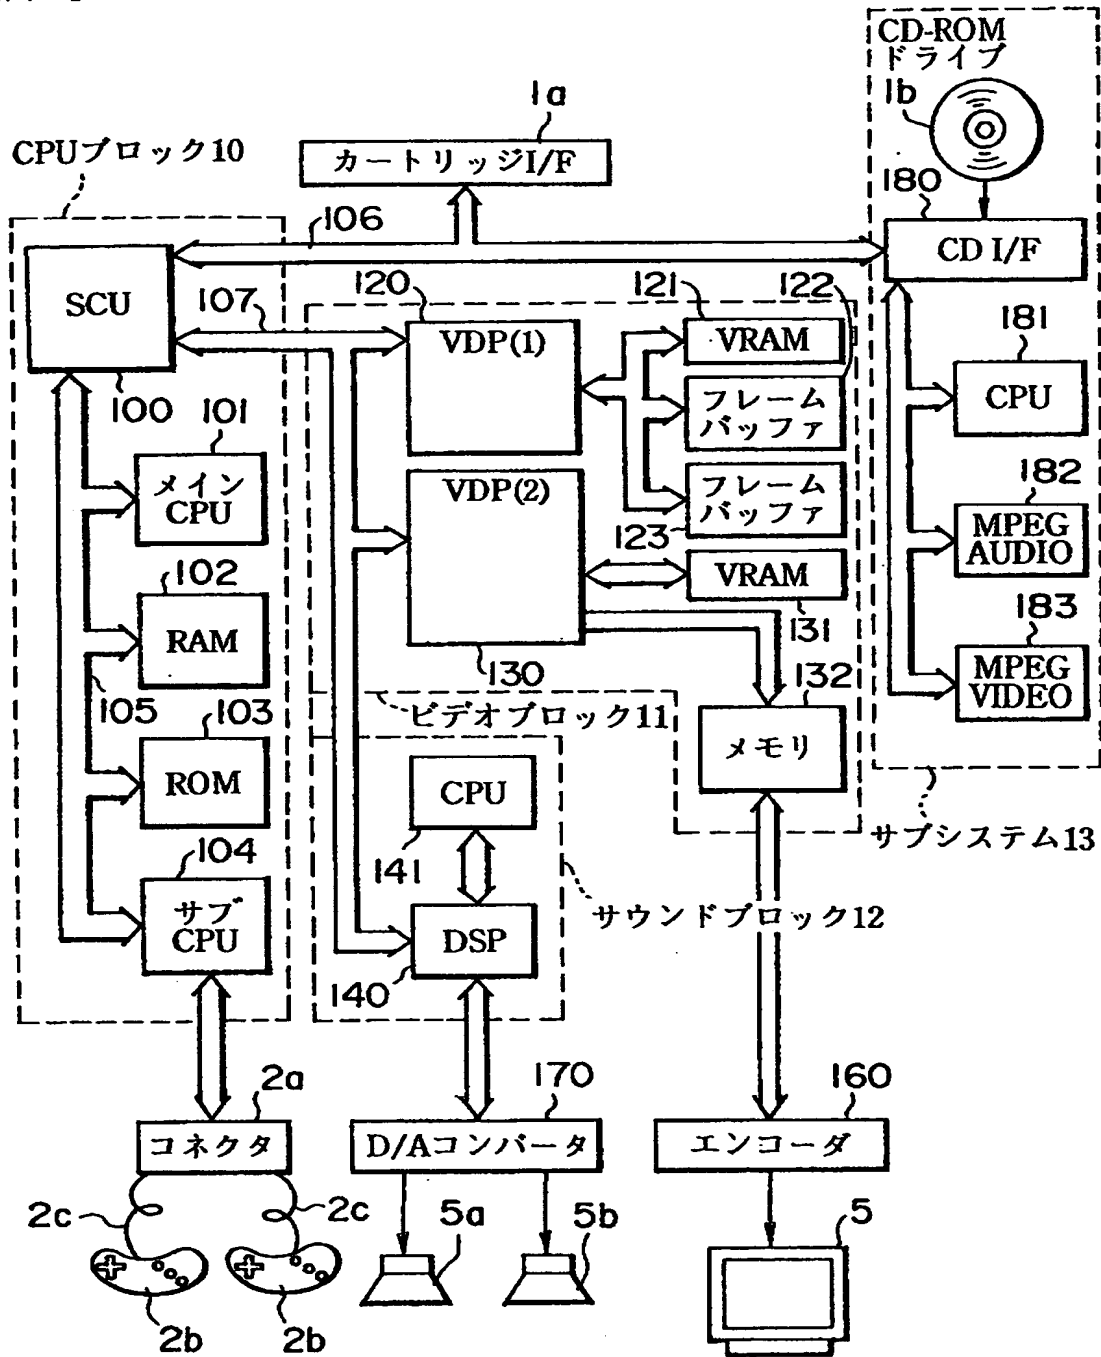 CD-ROM
ドライブ
1b
1a
CPUブロック10
カートリッジI/F
180
CD I/F
106
SCU
107
120
121
122
VDP(1)
VRAM
181
CPU
100
101
フレーム
バッファ
メイン
CPU
VDP(2)
フレーム
バッファ
123
182
MPEG
AUDIO
102
RAM
VRAM
131
183
MPEG
VIDEO
130
132
105
103
ビデオブロック11
メモリ
ROM
CPU
141
サブシステム13
104
サブ
CPU
サウンドブロック12
DSP
140
2a
170
160
コネクタ
D/Aコンバータ
エンコーダ
2c
2c
5a
5b
5
2b
2b